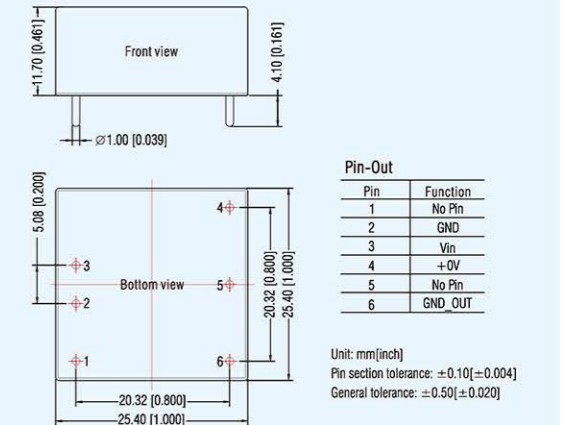 11.70 [0.461]
Front view
4.10 [0.161]
⌀1.00 [0.039]
5.08 [0.200]
4
3
Bottom view
5
2
1
6
20.32 [0.800]
25.40 [1.000]
20.32 [0.800]
25.40 [1.000]
Pin-Out
Pin Function
1 No Pin
2 GND
3 Vin
4 +0V
5 No Pin
6 GND_OUT
Unit: mm[inch]
Pin section tolerance: ±0.10[±0.004]
General tolerance: ±0.50[±0.020]